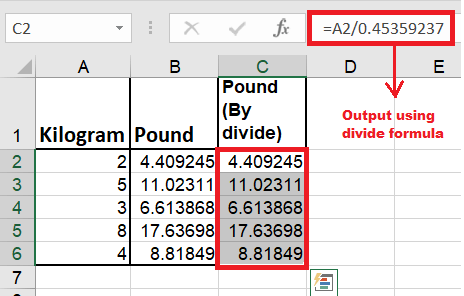 C2 fx =A2/0.45359237
A B C D E
Pound
(By
1 Kilogram Pound divide)
Output using
divide formula
2 2 4.409245 4.409245
3 5 11.02311 11.02311
4 3 6.613868 6.613868
5 8 17.63698 17.63698
6 4 8.81849 8.81849
7